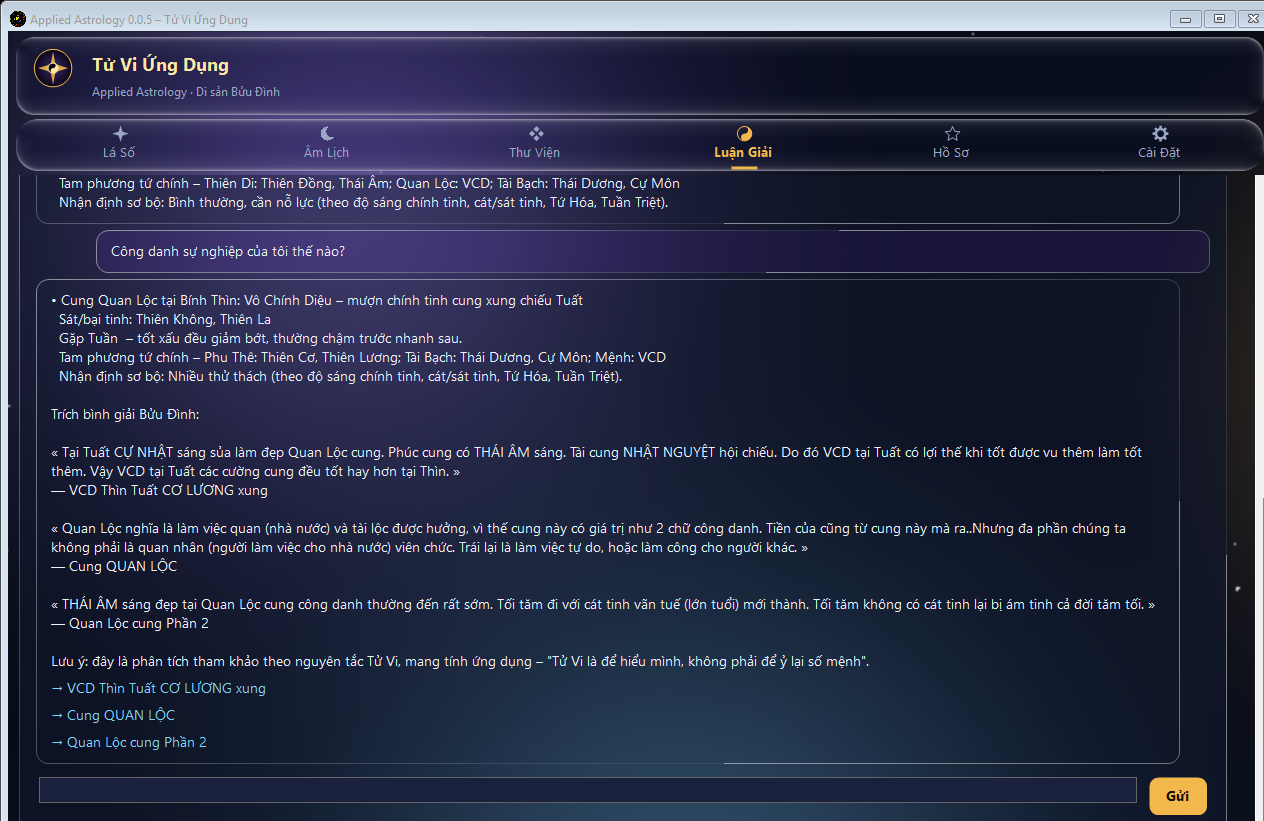 Applied Astrology 0.0.5 – Tử Vi Ứng Dụng
Tử Vi Ứng Dụng
Applied Astrology · Di sản Bửu Đình
Lá Số
Âm Lịch
Thư Viện
Luận Giải
Hồ Sơ
Cài Đặt
Tam phương tứ chính – Thiên Di: Thiên Đồng, Thái Âm; Quan Lộc: VCD; Tài Bạch: Thái Dương, Cự Môn
Nhận định sơ bộ: Bình thường, cần nỗ lực (theo độ sáng chính tinh, cát/sát tinh, Tứ Hóa, Tuần Triệt).
Công danh sự nghiệp của tôi thế nào?
• Cung Quan Lộc tại Bính Thìn: Vô Chính Diệu – mượn chính tinh cung xung chiếu Tuất
Sát/bại tinh: Thiên Không, Thiên La
Gặp Tuần – tốt xấu đều giảm bớt, thường chậm trước nhanh sau.
Tam phương tứ chính – Phu Thê: Thiên Cơ, Thiên Lương; Tài Bạch: Thái Dương, Cự Môn; Mệnh: VCD
Nhận định sơ bộ: Nhiều thử thách (theo độ sáng chính tinh, cát/sát tinh, Tứ Hóa, Tuần Triệt).
Trích bình giải Bửu Đình:
« Tại Tuất CỰ NHẬT sáng sủa làm đẹp Quan Lộc cung. Phúc cung có THÁI ÂM sáng. Tài cung NHẬT NGUYỆT hội chiếu. Do đó VCD tại Tuất có lợi thế khi tốt được vu thêm làm tốt
thêm. Vậy VCD tại Tuất các cường cung đều tốt hay hơn tại Thìn. »
— VCD Thìn Tuất CƠ LƯƠNG xung
« Quan Lộc nghĩa là làm việc quan (nhà nước) và tài lộc được hưởng, vì thế cung này có giá trị như 2 chữ công danh. Tiền của cũng từ cung này mà ra..Nhưng đa phần chúng ta
không phải là quan nhân (người làm việc cho nhà nước) viên chức. Trái lại là làm việc tự do, hoặc làm công cho người khác. »
— Cung QUAN LỘC
« THÁI ÂM sáng đẹp tại Quan Lộc cung công danh thường đến rất sớm. Tối tăm đi với cát tinh vãn tuế (lớn tuổi) mới thành. Tối tăm không có cát tinh lại bị ám tinh cả đời tăm tối. »
— Quan Lộc cung Phần 2
Lưu ý: đây là phân tích tham khảo theo nguyên tắc Tử Vi, mang tính ứng dụng – "Tử Vi là để hiểu mình, không phải để ỷ lại số mệnh".
→ VCD Thìn Tuất CƠ LƯƠNG xung
→ Cung QUAN LỘC
→ Quan Lộc cung Phần 2
Gửi